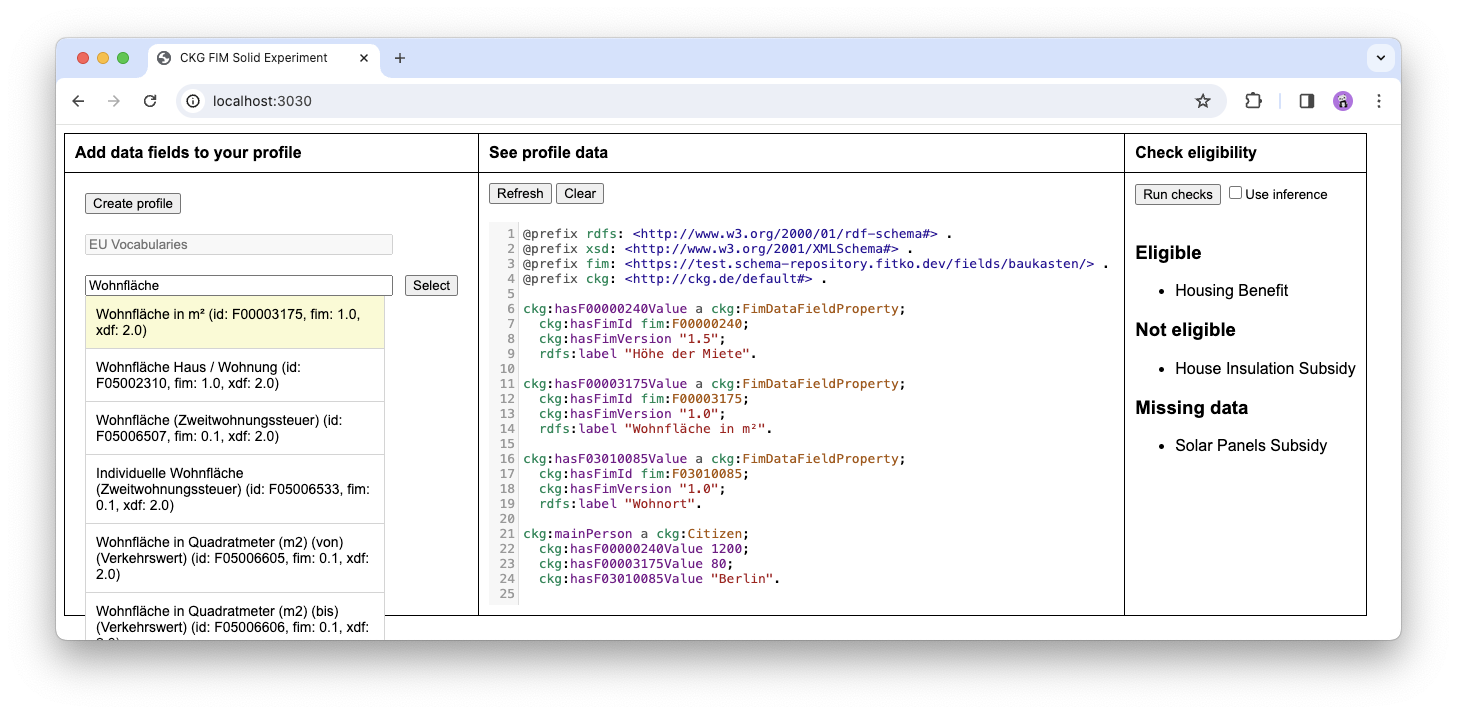 CKG FIM Solid Experiment
localhost:3030
Add data fields to your profile
Create profile
EU Vocabularies
Wohnfläche
Select
Wohnfläche in m² (id: F00003175, fim: 1.0,
xdf: 2.0)
Wohnfläche Haus / Wohnung (id:
F05002310, fim: 1.0, xdf: 2.0)
Wohnfläche (Zweitwohnungssteuer) (id:
F05006507, fim: 0.1, xdf: 2.0)
Individuelle Wohnfläche
(Zweitwohnungssteuer) (id: F05006533, fim:
0.1, xdf: 2.0)
Wohnfläche in Quadratmeter (m2) (von)
(Verkehrswert) (id: F05006605, fim: 0.1, xdf:
2.0)
Wohnfläche in Quadratmeter (m2) (bis)
(Verkehrswert) (id: F05006606, fim: 0.1, xdf:
See profile data
Refresh Clear
1 @prefix rdfs: <http://www.w3.org/2000/01/rdf-schema#> .
2 @prefix xsd: <http://www.w3.org/2001/XMLSchema#> .
3 @prefix fim: <https://test.schema-repository.fitko.dev/fields/baukasten/> .
4 @prefix ckg: <http://ckg.de/default#> .
5
6 ckg:hasF00000240Value a ckg:FimDataFieldProperty;
7   ckg:hasFimId fim:F00000240;
8   ckg:hasFimVersion "1.5";
9   rdfs:label "Höhe der Miete".
10
11 ckg:hasF00003175Value a ckg:FimDataFieldProperty;
12   ckg:hasFimId fim:F00003175;
13   ckg:hasFimVersion "1.0";
14   rdfs:label "Wohnfläche in m²".
15
16 ckg:hasF03010085Value a ckg:FimDataFieldProperty;
17   ckg:hasFimId fim:F03010085;
18   ckg:hasFimVersion "1.0";
19   rdfs:label "Wohnort".
20
21 ckg:mainPerson a ckg:Citizen;
22   ckg:hasF00000240Value 1200;
23   ckg:hasF00003175Value 80;
24   ckg:hasF03010085Value "Berlin".
25
Check eligibility
Run checks Use inference
Eligible
• Housing Benefit
Not eligible
• House Insulation Subsidy
Missing data
• Solar Panels Subsidy